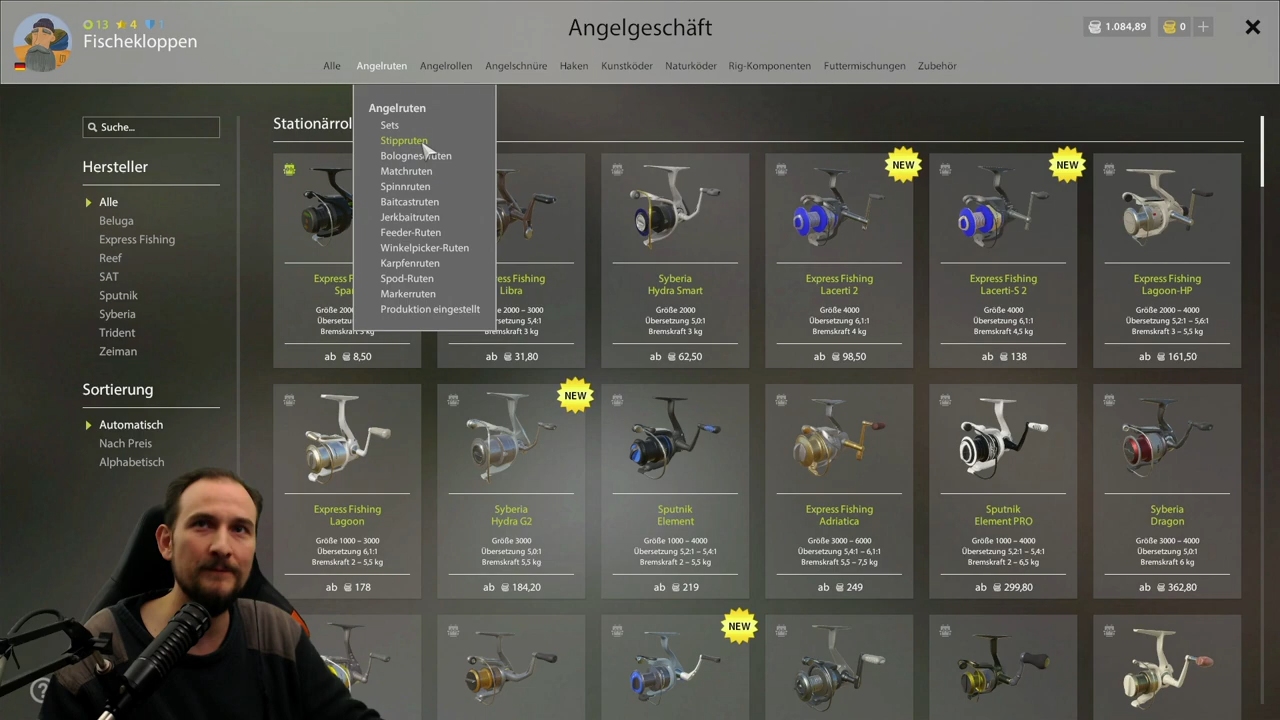 13 4 1
Fischekloppen
Angelgeschäft
1.084,89
0
Alle Angelruten Angelrollen Angelschnüre Haken Kunstköder Naturköder Rig-Komponenten Futtermischungen Zubehör
Suche...
Hersteller
Alle
Beluga
Express Fishing
Reef
SAT
Sputnik
Syberia
Trident
Zeiman
Sortierung
Automatisch
Nach Preis
Alphabetisch
Angelruten
Sets
Stippruten
Bolognes ruten
Matchruten
Spinnruten
Baitcastruten
Jerkbaitruten
Feeder-Ruten
Winkelpicker-Ruten
Karpfenruten
Spod-Ruten
Markerruten
Produktion eingestellt
Stationärrol
Express F
Spar
Größe 2000
Übersetzu
Bremskraft 3 kg
ab 8,50
ss Fishing
Libra
2000 – 3000
ung 5,4:1
Bremskraft 3 kg
ab 31,80
Syberia
Hydra Smart
Größe 2000
Übersetzung 5,0:1
Bremskraft 3 kg
ab 62,50
NEW
Express Fishing
Lacerti 2
Größe 4000
Übersetzung 6,1:1
Bremskraft 4 kg
ab 98,50
NEW
Express Fishing
Lacerti-S 2
Größe 4000
Übersetzung 6,1:1
Bremskraft 4,5 kg
ab 138
Express Fishing
Lagoon-HP
Größe 2000 – 4000
Übersetzung 5,2:1 – 5,6:1
Bremskraft 3 – 5,5 kg
ab 161,50
Express Fishing
Lagoon
Größe 1000 – 3000
Übersetzung 6,1:1
Bremskraft 2 – 5,5 kg
ab 178
NEW
Syberia
Hydra G2
Größe 3000
Übersetzung 5,0:1
Bremskraft 5,5 kg
ab 184,20
Sputnik
Element
Größe 1000 – 4000
Übersetzung 5,2:1 – 5,4:1
Bremskraft 2 – 5,5 kg
ab 219
Express Fishing
Adriatica
Größe 3000 – 6000
Übersetzung 5,4:1 – 6,1:1
Bremskraft 5,5 – 7,5 kg
ab 249
Sputnik
Element PRO
Größe 1000 – 4000
Übersetzung 5,2:1 – 5,4:1
Bremskraft 2 – 6,5 kg
ab 299,80
Syberia
Dragon
Größe 3000 – 4000
Übersetzung 5,0:1
Bremskraft 6 kg
ab 362,80
NEW